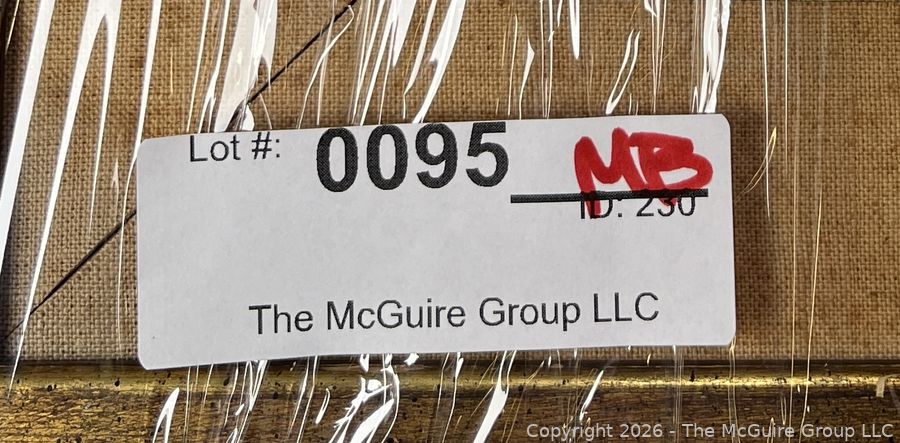 Lot #: 0095 MB
ID: 230
The McGuire Group LLC
Copyright 2026 - The McGuire Group LLC